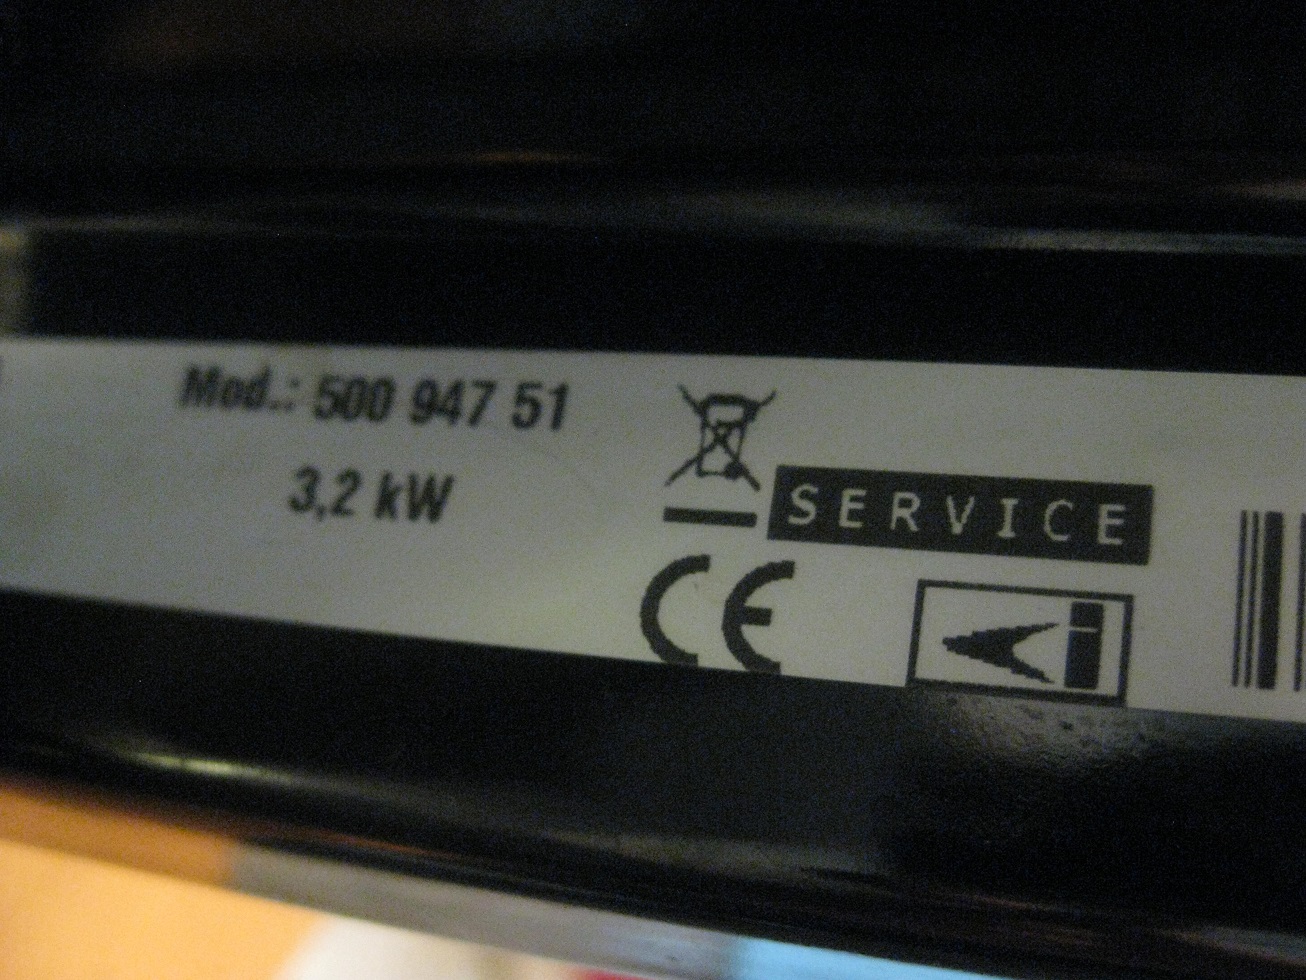 Mod.: 500 947 51
3,2 kW
SERVICE
CE